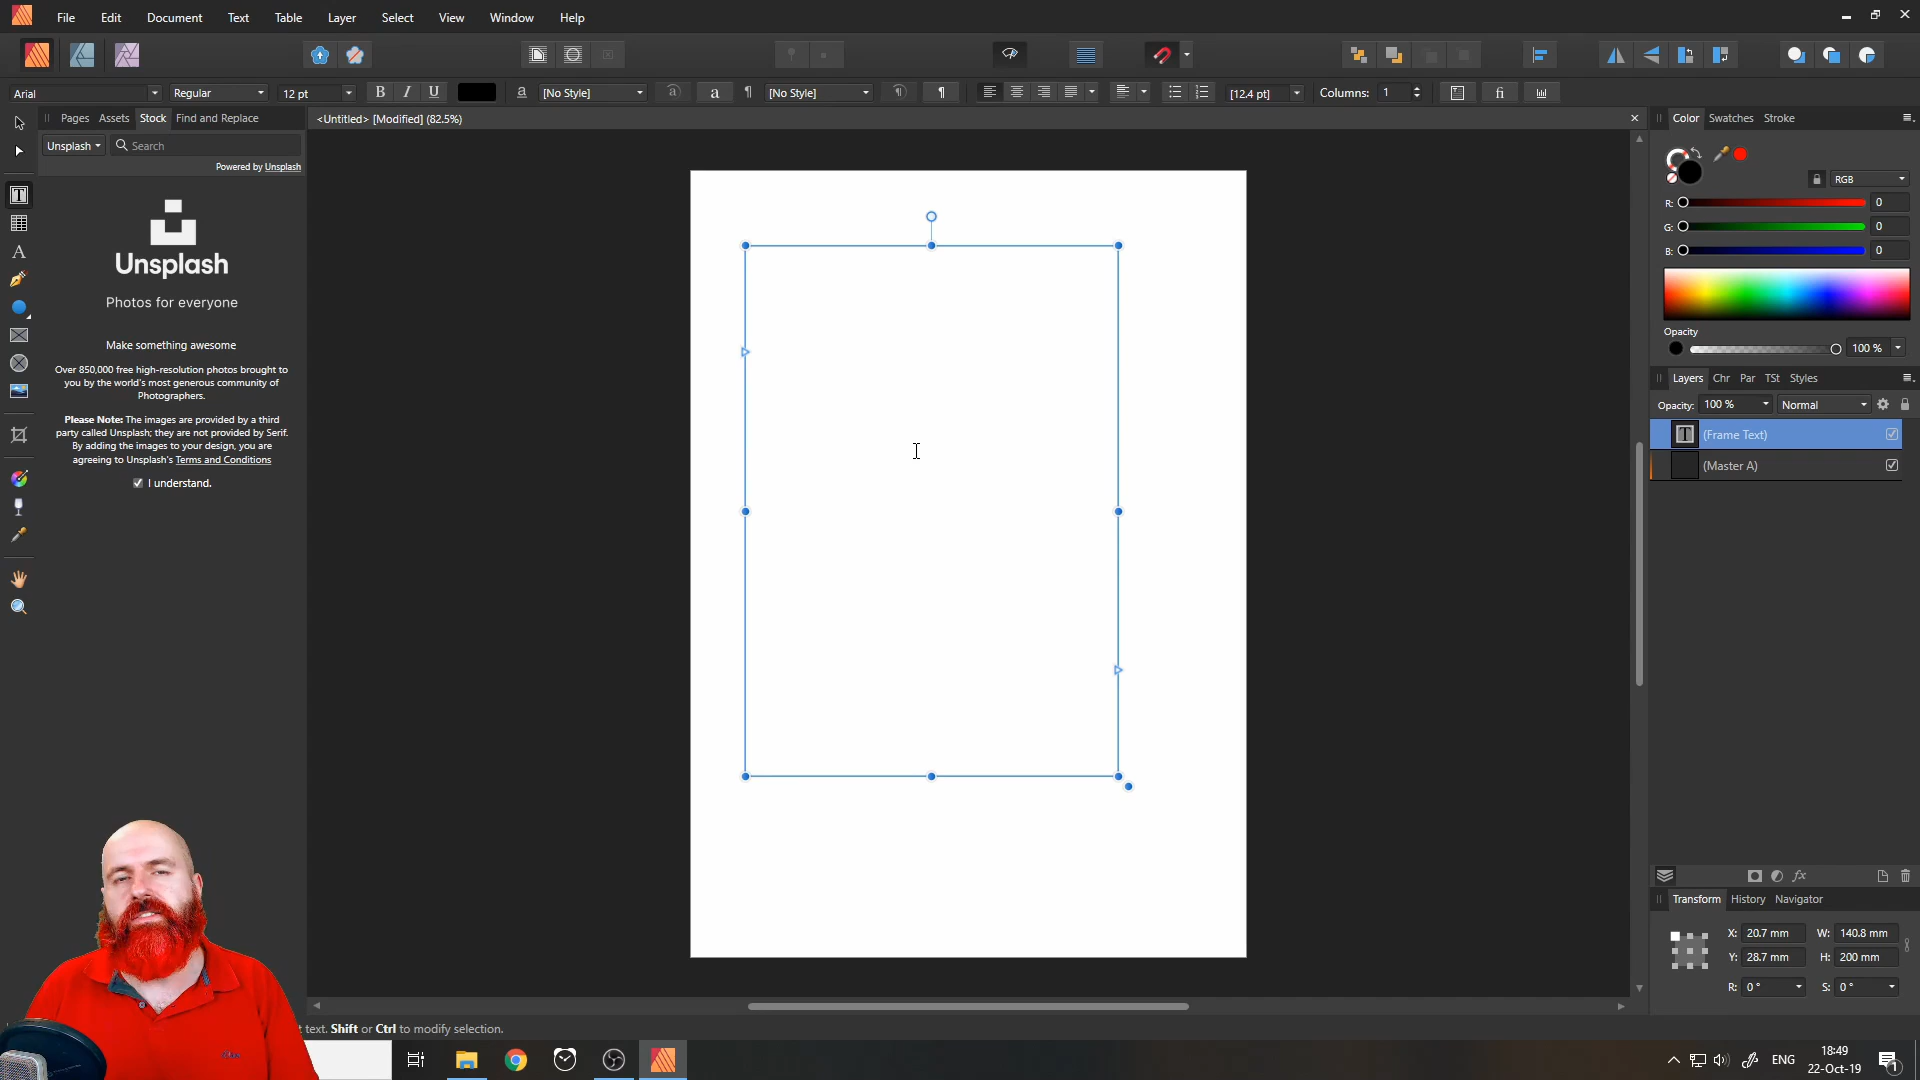 File Edit Document Text Table Layer Select View Window Help
Arial Regular 12 pt B I U a [No Style] a a ¶ [No Style] ¶ ¶ [12.4 pt] Columns: 1 fi
Pages Assets Stock Find and Replace
<Untitled> [Modified] (82.5%)
Color Swatches Stroke
Unsplash Search
Powered by Unsplash
Unsplash
Photos for everyone
Make something awesome
Over 850,000 free high-resolution photos brought to
you by the world's most generous community of
Photographers.
Please Note: The images are provided by a third
party called Unsplash; they are not provided by Serif.
By adding the images to your design, you are
agreeing to Unsplash's Terms and Conditions
I understand.
RGB
R: 0
G: 0
B: 0
Opacity
100 %
Layers Chr Par TSt Styles
Opacity: 100 % Normal
(Frame Text)
(Master A)
fx
Transform History Navigator
X: 20.7 mm W: 140.8 mm
Y: 28.7 mm H: 200 mm
R: 0 ° S: 0 °
t text. Shift or Ctrl to modify selection.
ENG
18:49
22-Oct-19
1